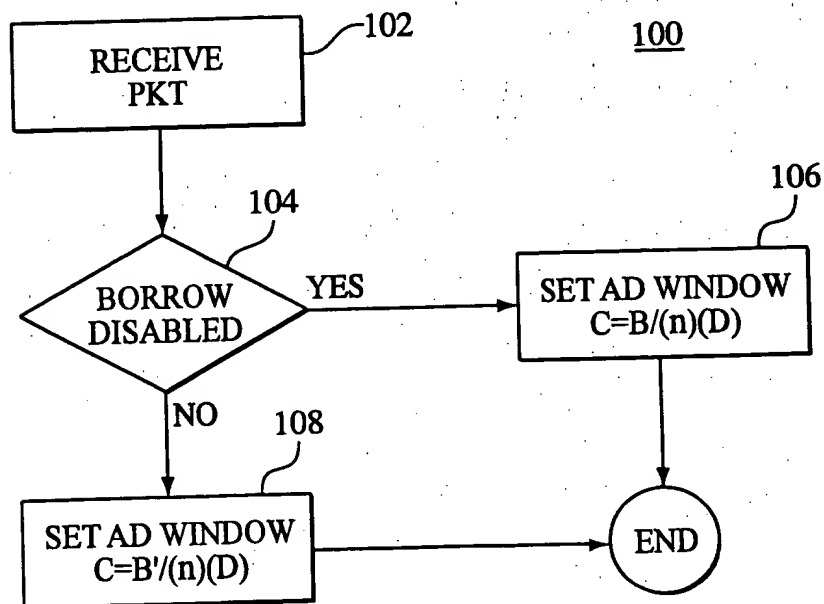 102
100
RECEIVE
PKT
104
106
BORROW
DISABLED
YES
SET AD WINDOW
C=B/(n)(D)
NO
108
SET AD WINDOW
C=B'/(n)(D)
END